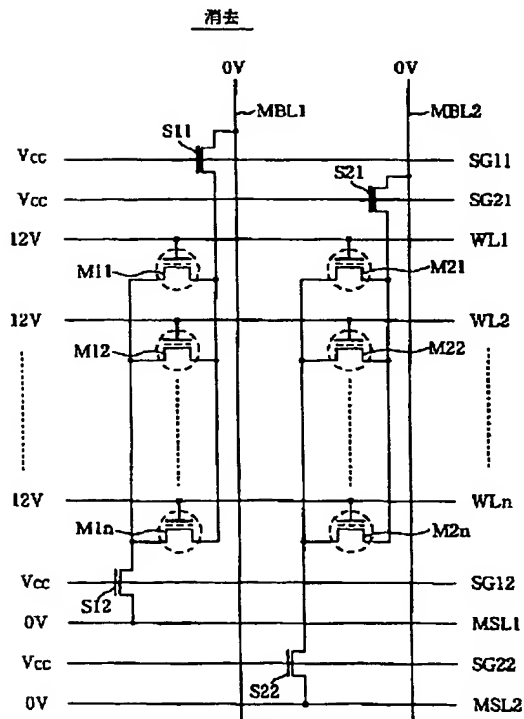 消去
0V 0V
MBL1 MBL2
S11
Vcc SG11
S21
Vcc SG21
12V WL1
M11 M21
12V WL2
M12 M22
12V WLn
M1n M2n
Vcc SG12
S12
0V MSL1
Vcc SG22
S22
0V MSL2